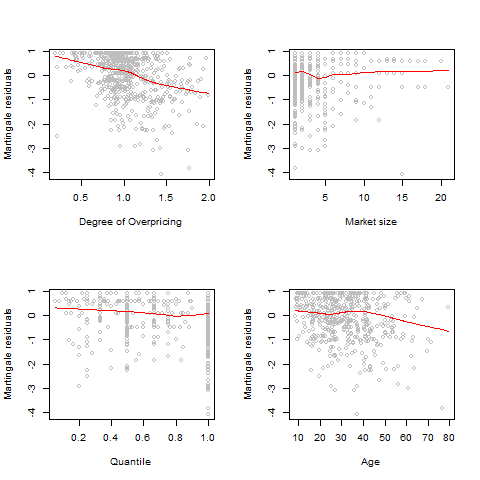 Martingale residuals
1
0
-1
-2
-3
-4
0.5 1.0 1.5 2.0
Degree of Overpricing
Martingale residuals
1
0
-1
-2
-3
-4
5 10 15 20
Market size
Martingale residuals
1
0
-1
-2
-3
-4
0.2 0.4 0.6 0.8 1.0
Quantile
Martingale residuals
1
0
-1
-2
-3
-4
10 20 30 40 50 60 70 80
Age